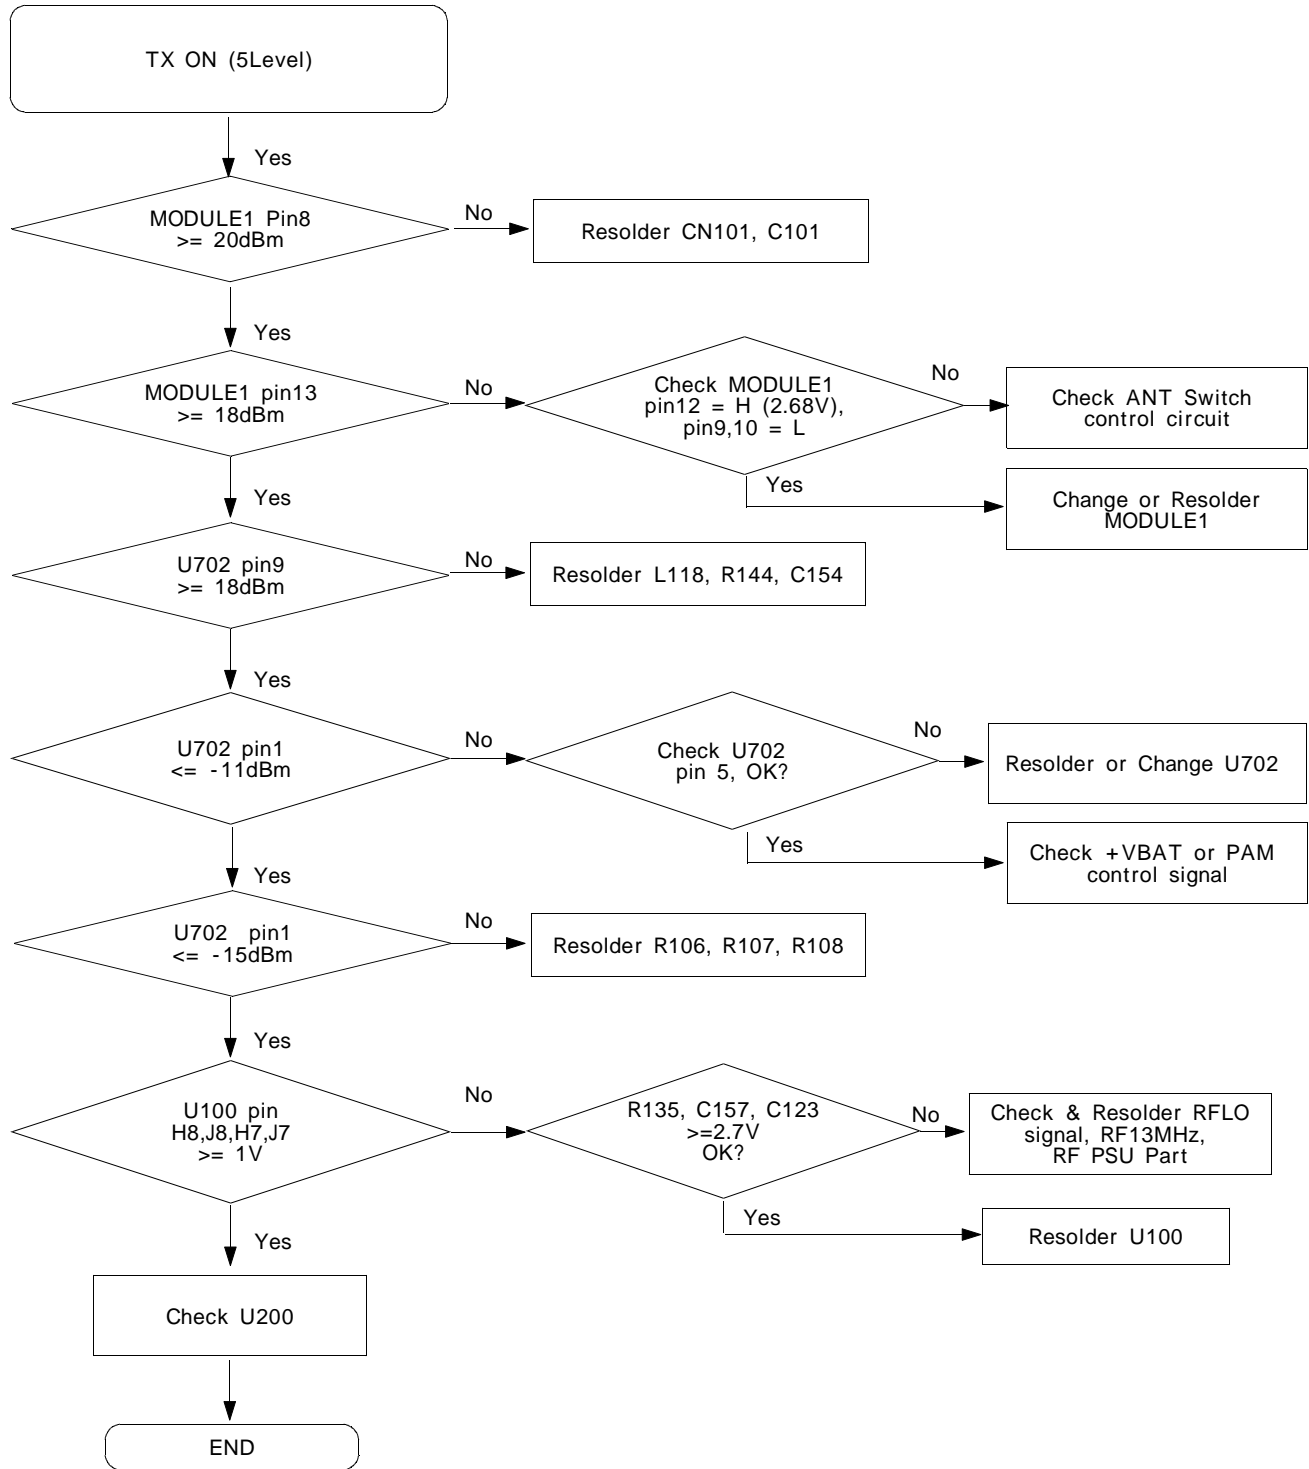 TX ON (5Level)
Yes
MODULE1 Pin8
>= 20dBm
No
Resolder CN101, C101
Yes
MODULE1 pin13
>= 18dBm
No
Check MODULE1
pin12 = H (2.68V),
pin9,10 = L
No
Check ANT Switch
control circuit
Yes
Change or Resolder
MODULE1
Yes
U702 pin9
>= 18dBm
No
Resolder L118, R144, C154
Yes
U702 pin1
<= -11dBm
No
Check U702
pin 5, OK?
No
Resolder or Change U702
Yes
Check +VBAT or PAM
control signal
Yes
U702 pin1
<= -15dBm
No
Resolder R106, R107, R108
Yes
U100 pin
H8,J8,H7,J7
>= 1V
No
R135, C157, C123
>=2.7V
OK?
No
Check & Resolder RFLO
signal, RF13MHz,
RF PSU Part
Yes
Resolder U100
Yes
Check U200
END